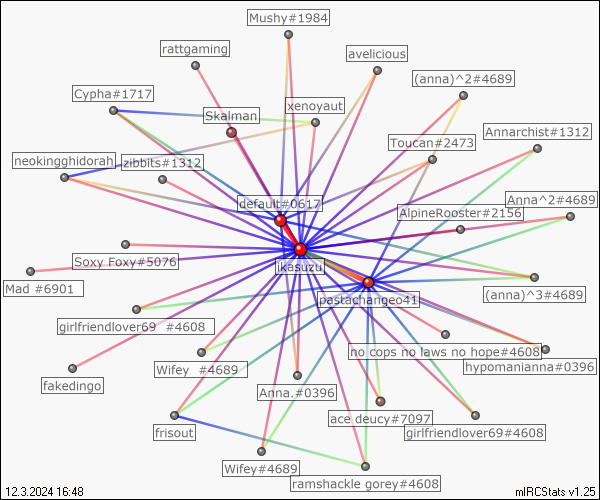 Mushy#1984
rattgaming
avelicious
(anna)^2#4689
Cypha#1717
xenoyaut
Skalman
Toucan#2473
Annarchist#1312
neokingghidorah
zibbits#1312
default#0617
Anna^2#4689
AlpineRooster#2156
Soxy Foxy#5076
ikasuzu
Mad #6901
pastachangeo41
(anna)^3#4689
girlfriendlover69 #4608
no cops no laws no hope#4608
Wifey #4689
hypomanianna#0396
fakedingo
Anna.#0396
ace deucy#7097
frisout
girlfriendlover69#4608
Wifey#4689
ramshackle gorey#4608
12.3.2024 16:48
mIRCStats v1.25